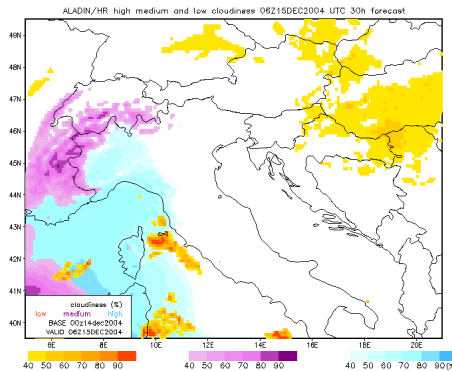 ALADIN/HR high medium and low cloudiness 06Z15DEC2004 UTC 30h forecast
49N
48N
47N
46N
45N
44N
43N
42N
41N
40N
cloudiness (%)
low medium high
BASE 00z14dec2004
VALID 06Z15DEC2004
6E 8E 10E 12E 14E 16E 18E 20E
40 50 60 70 80 90 40 50 60 70 80 90 40 50 60 70 80 90(%